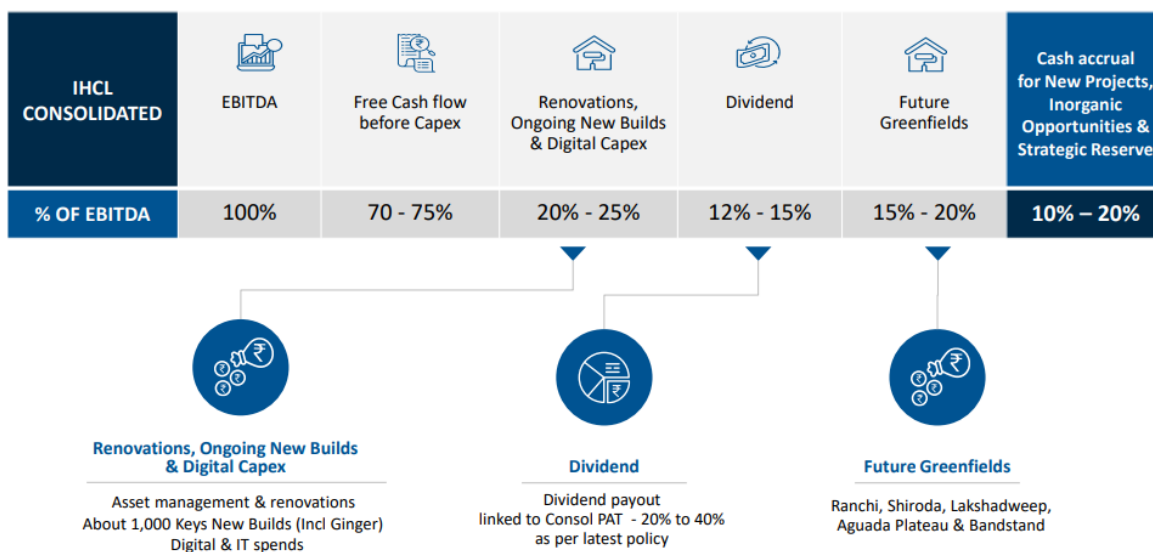 IHCL
CONSOLIDATED
EBITDA
Free Cash flow
before Capex
Renovations,
Ongoing New Builds
& Digital Capex
Dividend
Future
Greenfields
Cash accrual
for New Projects,
Inorganic
Opportunities &
Strategic Reserve
% OF EBITDA
100%
70 - 75%
20% - 25%
12% - 15%
15% - 20%
10% – 20%
Renovations, Ongoing New Builds
& Digital Capex
Asset management & renovations
About 1,000 Keys New Builds (Incl Ginger)
Digital & IT spends
Dividend
Dividend payout
linked to Consol PAT - 20% to 40%
as per latest policy
Future Greenfields
Ranchi, Shiroda, Lakshadweep,
Aguada Plateau & Bandstand